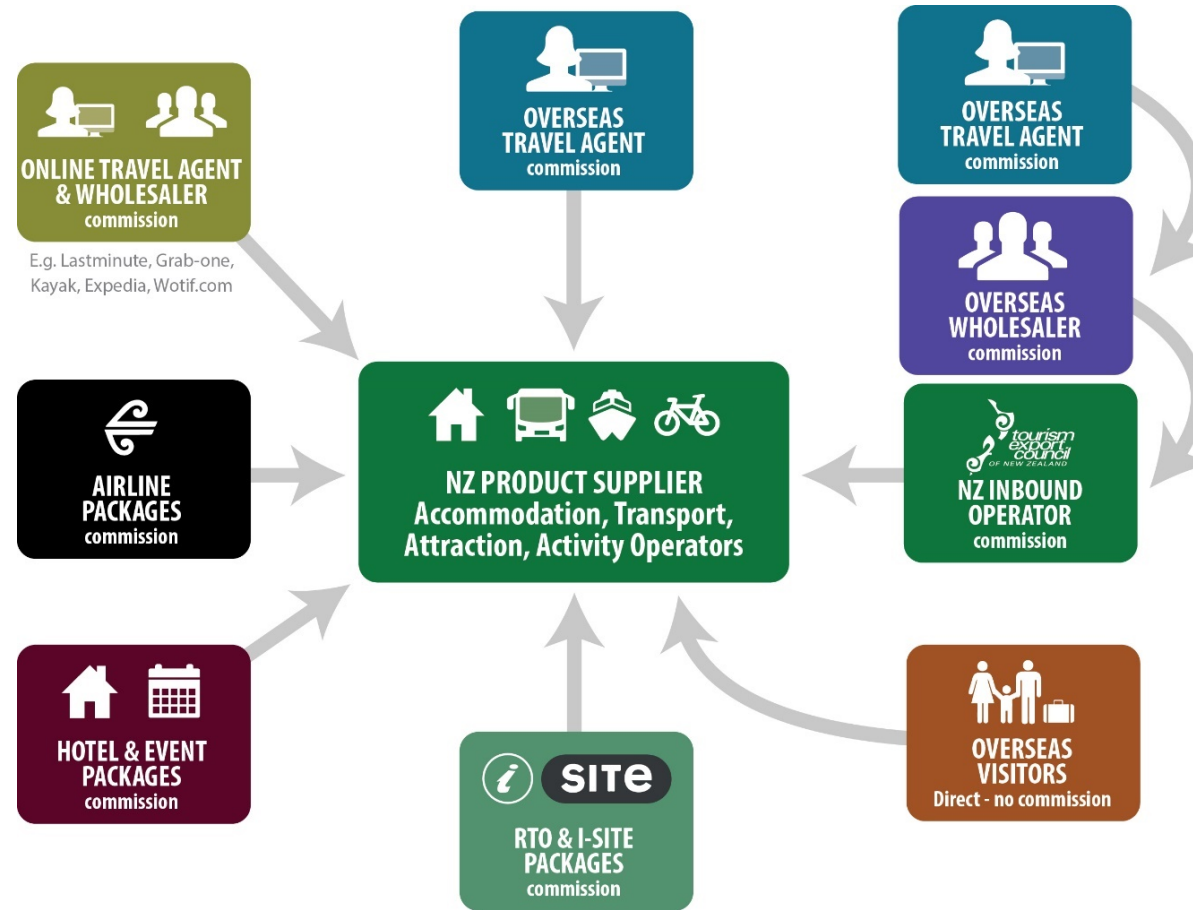 ONLINE TRAVEL AGENT
& WHOLESALER
commission
E.g. Lastminute, Grab-one,
Kayak, Expedia, Wotif.com
OVERSEAS
TRAVEL AGENT
commission
OVERSEAS
TRAVEL AGENT
commission
OVERSEAS
WHOLESALER
commission
AIRLINE
PACKAGES
commission
NZ PRODUCT SUPPLIER
Accommodation, Transport,
Attraction, Activity Operators
tourism
export
council
OF NEW ZEALAND
NZ INBOUND
OPERATOR
commission
HOTEL & EVENT
PACKAGES
commission
i SITE
RTO & I-SITE
PACKAGES
commission
OVERSEAS
VISITORS
Direct - no commission